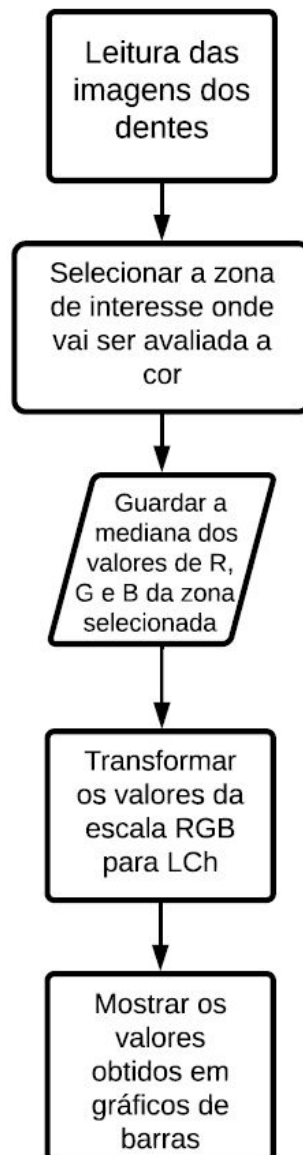 Leitura das
imagens dos
dentes
Selecionar a zona
de interesse onde
vai ser avaliada a
cor
Guardar a
mediana dos
valores de R,
G e B da zona
selecionada
Transformar
os valores da
escala RGB
para LCh
Mostrar os
valores
obtidos em
gráficos de
barras